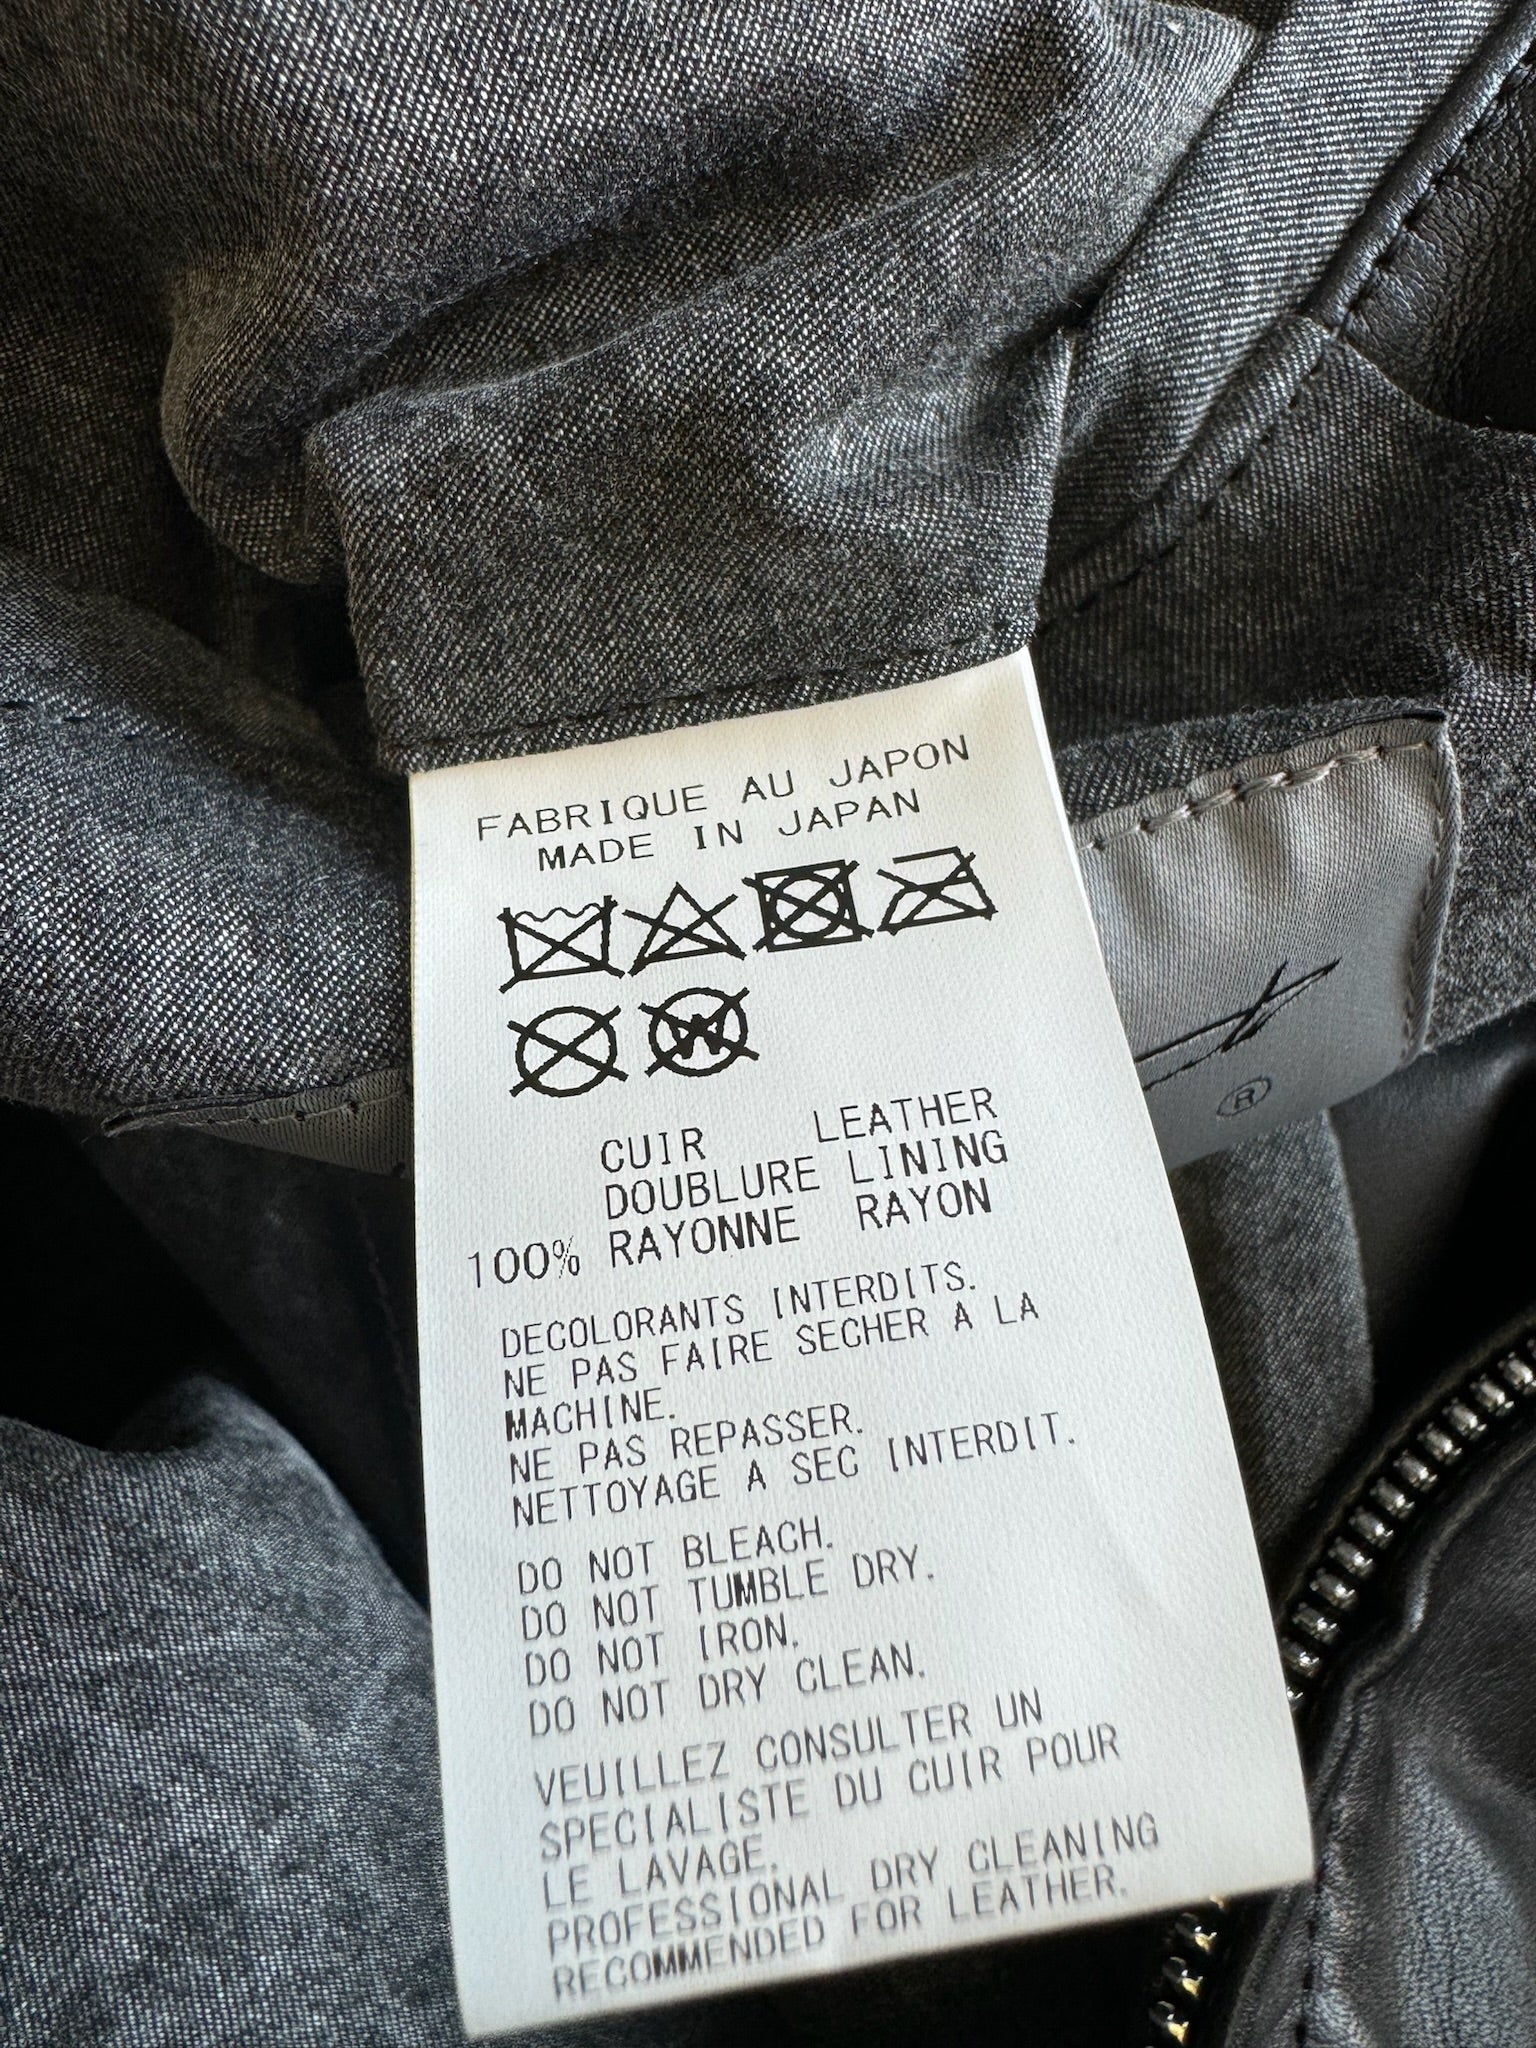 FABRIQUE AU JAPON
MADE IN JAPAN
W
CUIR LEATHER
DOUBLURE LINING
100% RAYONNE RAYON
DECOLORANTS INTERDITS.
NE PAS FAIRE SECHER A LA
MACHINE.
NE PAS REPASSER.
NETTOYAGE A SEC INTERDIT.
DO NOT BLEACH.
DO NOT TUMBLE DRY.
DO NOT IRON.
DO NOT DRY CLEAN.
VEUILLEZ CONSULTER UN
SPECIALISTE DU CUIR POUR
LE LAVAGE.
PROFESSIONAL DRY CLEANING
RECOMMENDED FOR LEATHER.
®